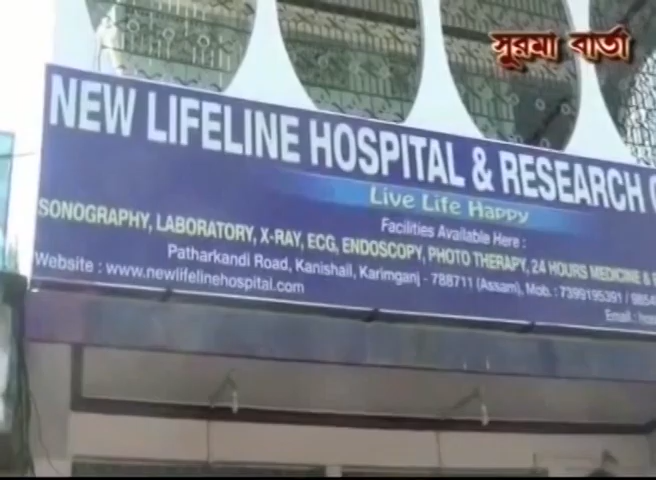 সুরমা বার্তা
NEW LIFELINE HOSPITAL & RESEARCH
Live Life Happy
Facilities Available Here :
SONOGRAPHY, LABORATORY, X-RAY, ECG, ENDOSCOPY, PHOTO THERAPY, 24 HOURS MEDICINE &
Patharkandi Road, Kanishail, Karimganj - 788711 (Assam), Mob. : 7399195391 /
Website : www.newlifelinehospital.com
Email :